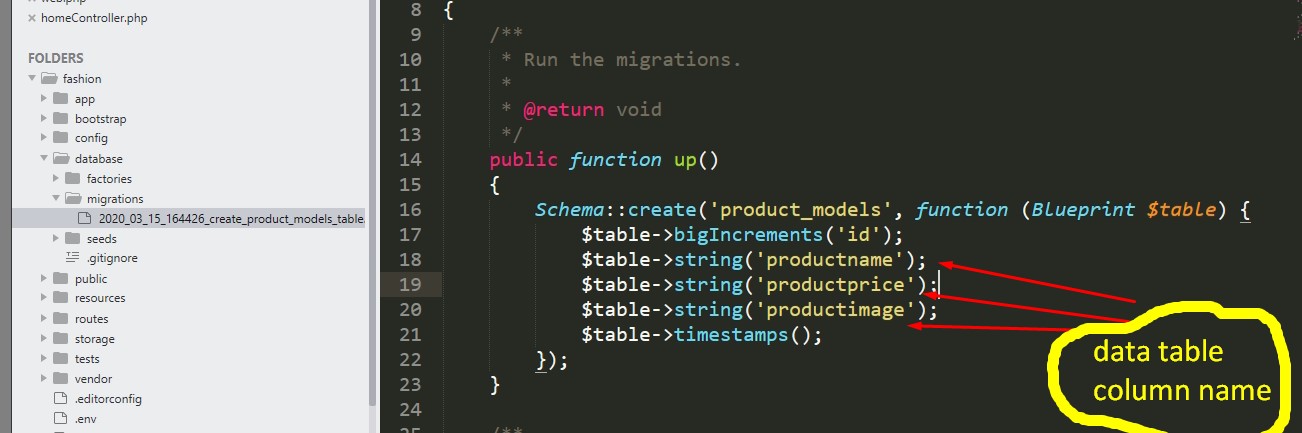 homeController.php
FOLDERS
fashion
app
bootstrap
config
database
factories
migrations
2020_03_15_164426_create_product_models_table.
seeds
.gitignore
public
resources
routes
storage
tests
vendor
.editorconfig
.env
8 {
9 /**
10 * Run the migrations.
11 *
12 * @return void
13 */
14 public function up()
15 {
16 Schema::create('product_models', function (Blueprint $table) {
17 $table->bigIncrements('id');
18 $table->string('productname');
19 $table->string('productprice');
20 $table->string('productimage');
21 $table->timestamps();
22 });
23 }
24
/**
data table
column name